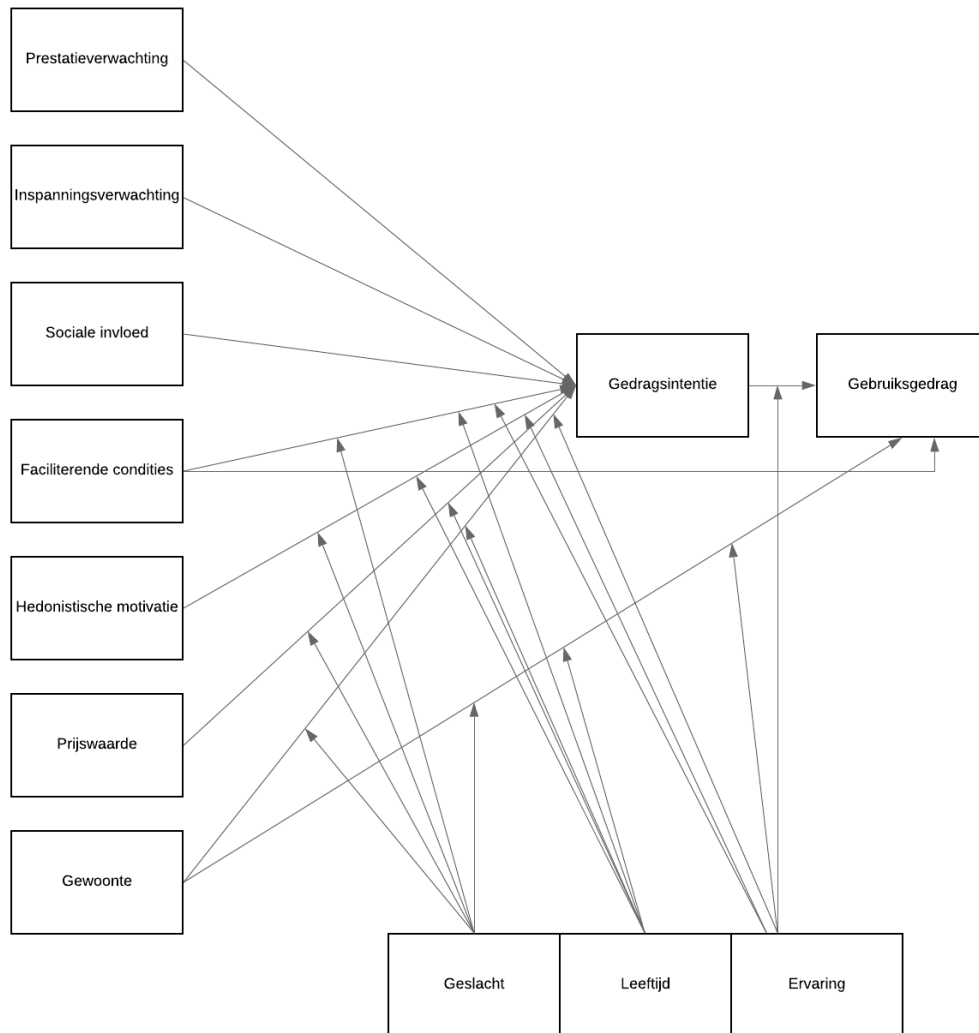 Prestatieverwachting
Inspanningsverwachting
Sociale invloed
Gedragsintentie
Gebruiksgedrag
Faciliterende condities
Hedonistische motivatie
Prijswaarde
Gewoonte
Geslacht
Leeftijd
Ervaring